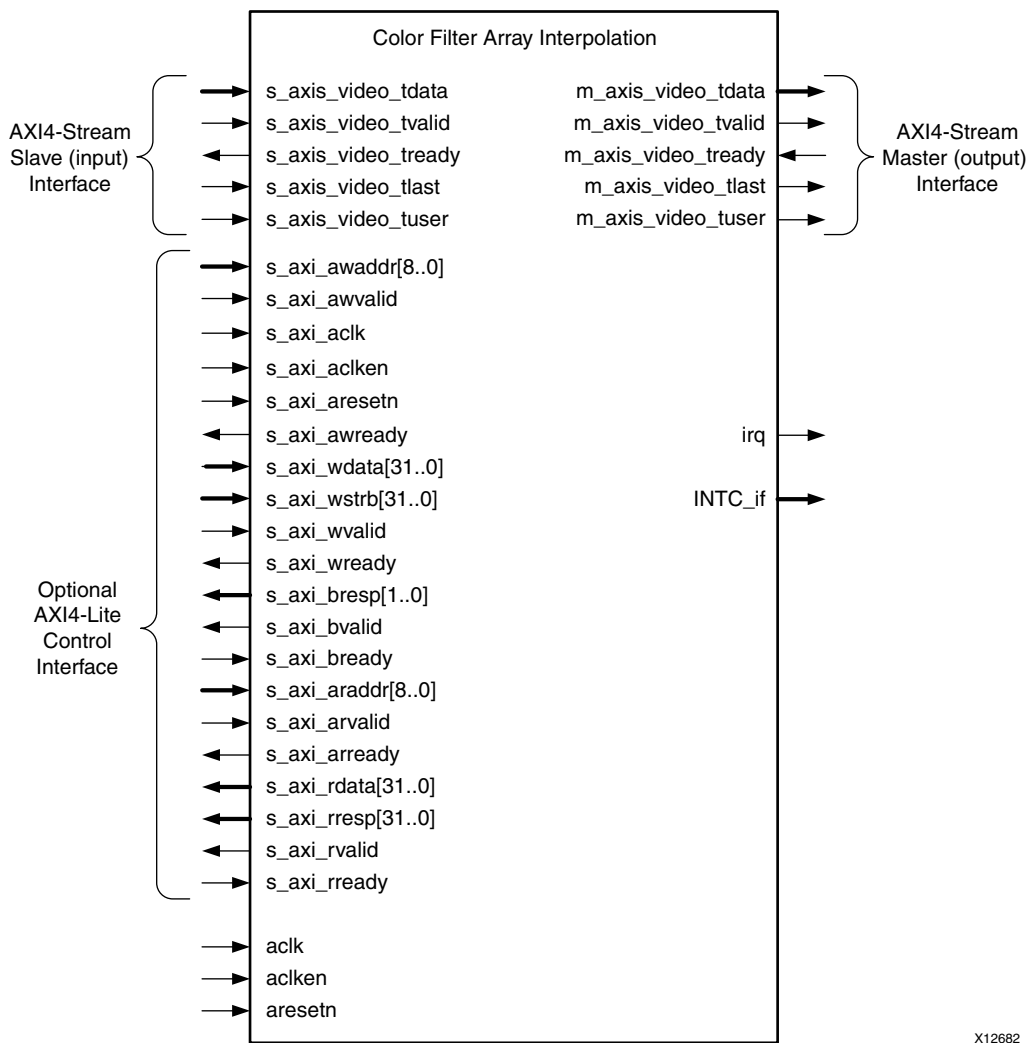 Color Filter Array Interpolation
AXI4-Stream
Slave (input)
Interface
s_axis_video_tdata
s_axis_video_tvalid
s_axis_video_tready
s_axis_video_tlast
s_axis_video_tuser
m_axis_video_tdata
m_axis_video_tvalid
m_axis_video_tready
m_axis_video_tlast
m_axis_video_tuser
AXI4-Stream
Master (output)
Interface
Optional
AXI4-Lite
Control
Interface
s_axi_awaddr[8..0]
s_axi_awvalid
s_axi_aclk
s_axi_aclken
s_axi_aresetn
s_axi_awready
s_axi_wdata[31..0]
s_axi_wstrb[31..0]
s_axi_wvalid
s_axi_wready
s_axi_bresp[1..0]
s_axi_bvalid
s_axi_bready
s_axi_araddr[8..0]
s_axi_arvalid
s_axi_arready
s_axi_rdata[31..0]
s_axi_rresp[31..0]
s_axi_rvalid
s_axi_rready
irq
INTC_if
aclk
aclken
aresetn
X12682